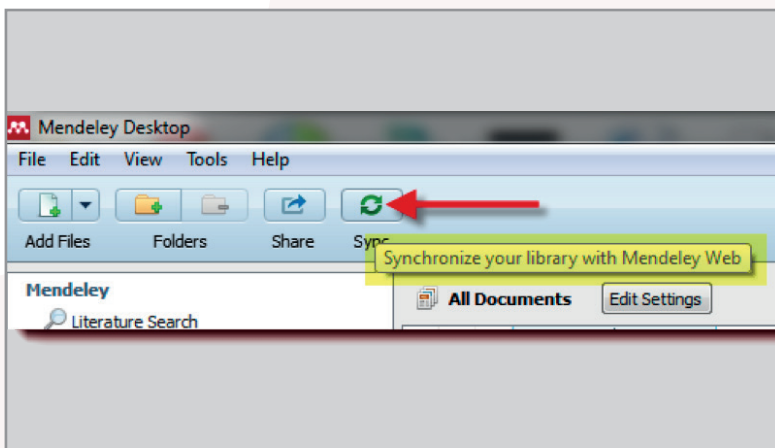 Mendeley Desktop
File Edit View Tools Help
Add Files Folders Share Sync
Synchronize your library with Mendeley Web
Mendeley
All Documents Edit Settings
Literature Search